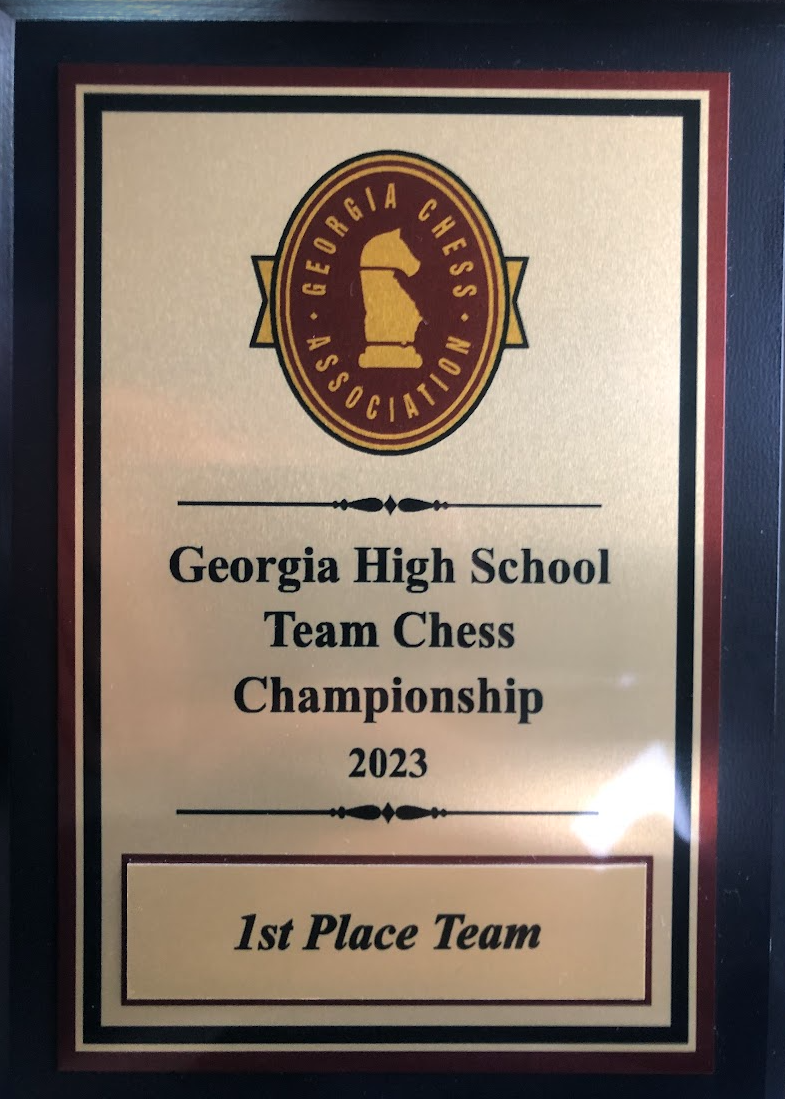 GEORGIA CHESS
ASSOCIATION
Georgia High School
Team Chess
Championship
2023
1st Place Team